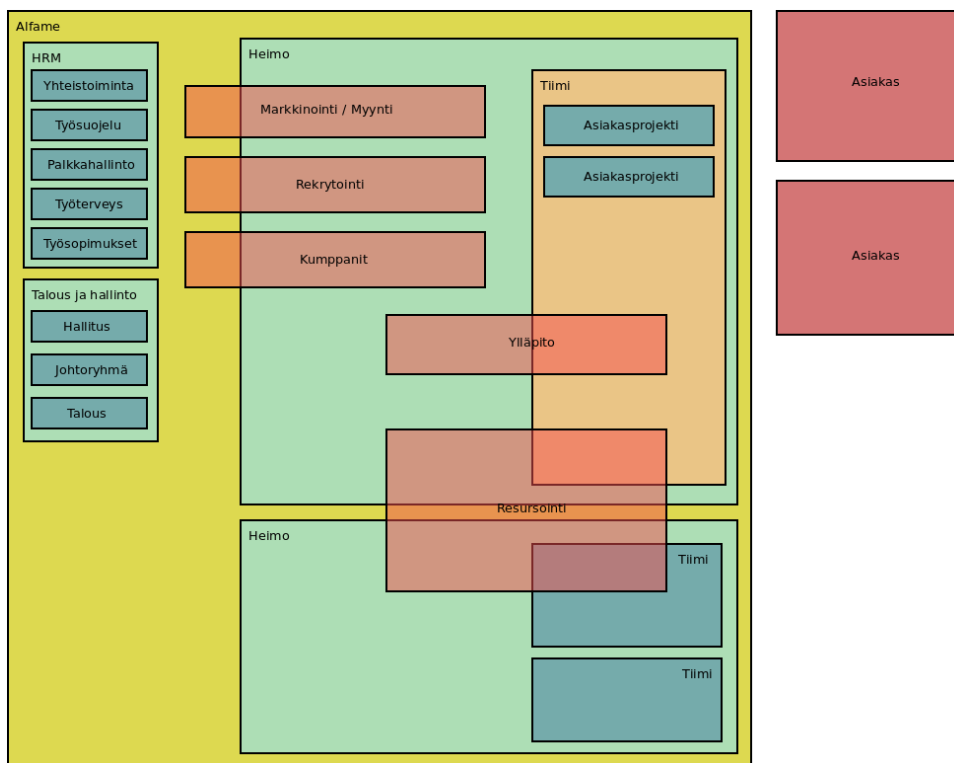 Alfame
HRM
Yhteistoiminta
Työsuojelu
Palkkahallinto
Työterveys
Työsopimukset
Talous ja hallinto
Hallitus
Johtoryhmä
Talous
Heimo
Markkinointi / Myynti
Rekrytointi
Kumppanit
Tiimi
Asiakasprojekti
Asiakasprojekti
Ylläpito
Resursointi
Heimo
Tiimi
Tiimi
Asiakas
Asiakas